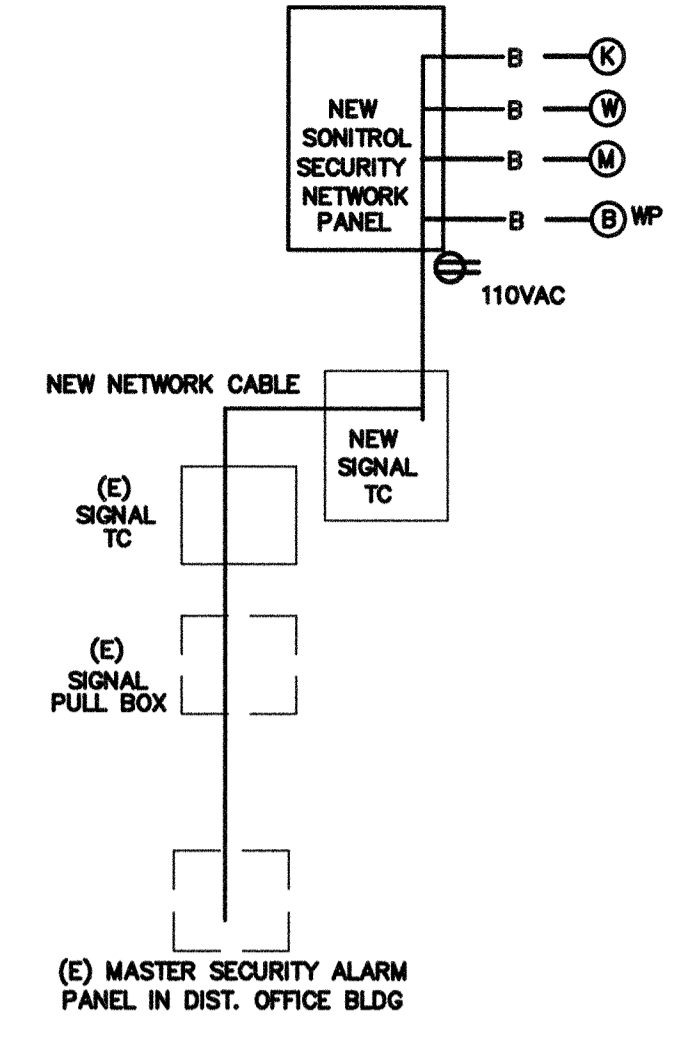 B K
NEW
B W
SONITROL
SECURITY
B M
NETWORK
PANEL
B B WP
110VAC
NEW NETWORK CABLE
NEW
SIGNAL
TC
(E)
SIGNAL
TC
(E)
SIGNAL
PULL BOX
(E) MASTER SECURITY ALARM
PANEL IN DIST. OFFICE BLDG